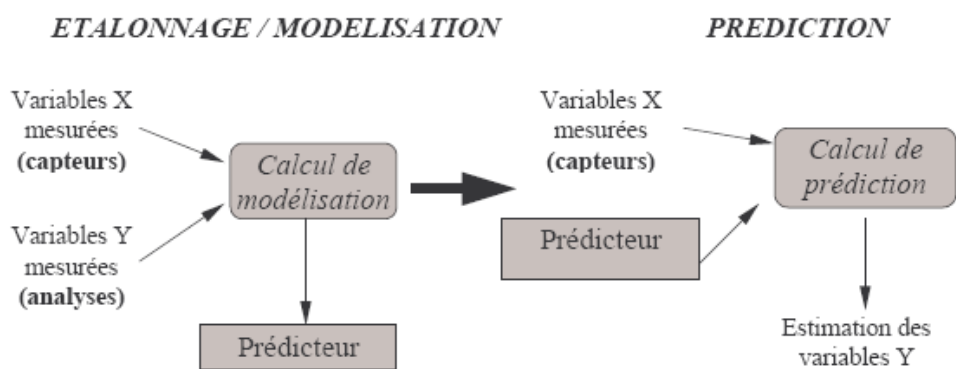 ETALONNAGE / MODELISATION
Variables X
mesurées
(capteurs)
Calcul de
modélisation
Variables Y
mesurées
(analyses)
Prédicteur
PREDICTION
Variables X
mesurées
(capteurs)
Calcul de
prédiction
Prédicteur
Estimation des
variables Y